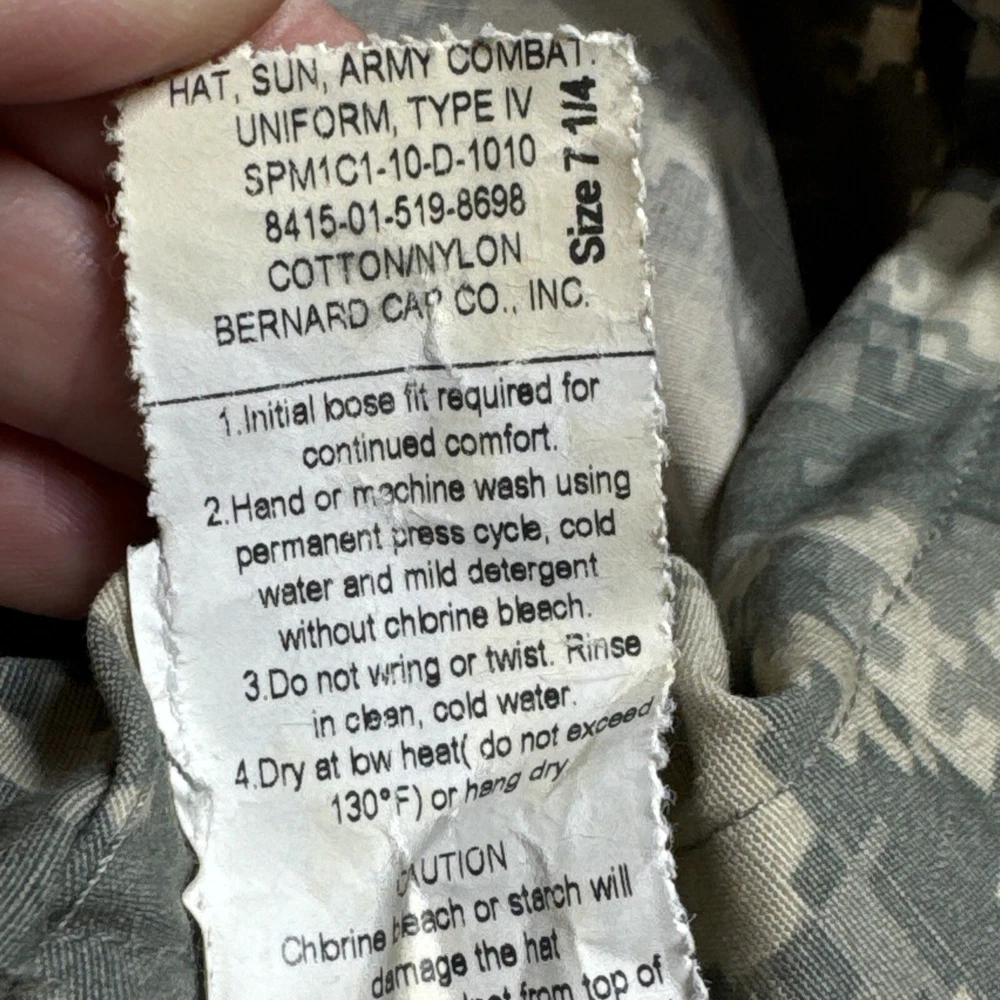 HAT, SUN, ARMY COMBAT.
UNIFORM, TYPE IV
SPM1C1-10-D-1010
8415-01-519-8698
COTTON/NYLON
BERNARD CAP CO., INC.
Size 7 1/4
1.Initial loose fit required for
continued comfort.
2.Hand or machine wash using
permanent press cycle, cold
water and mild detergent
without chlorine bleach.
3.Do not wring or twist. Rinse
in clean, cold water.
4.Dry at low heat( do not exceed
130°F) or hang dry
CAUTION
Chlorine bleach or starch will
damage the hat
from top of